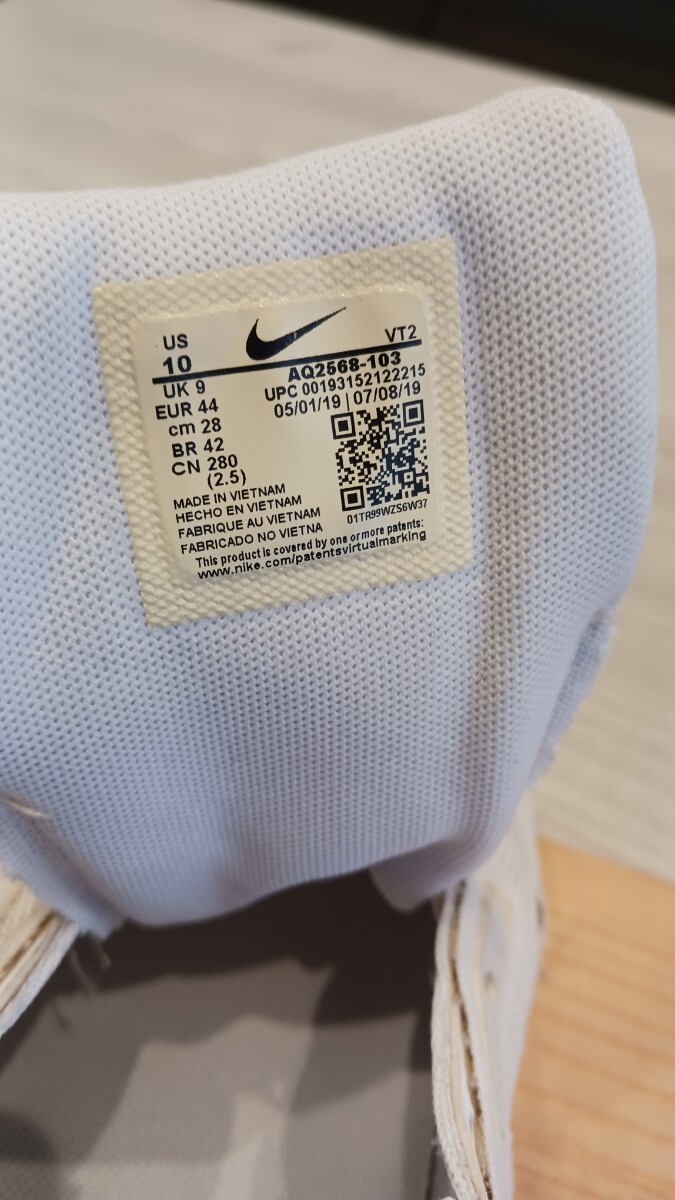 US
10
VT2
AQ2568-103
UPC 00193152122215
05/01/19 | 07/08/19
UK 9
EUR 44
cm 28
BR 42
CN 280
(2.5)
MADE IN VIETNAM
HECHO EN VIETNAM
FABRIQUE AU VIETNAM
FABRICADO NO VIETNA
01TR99WZS6W37
This product is covered by one or more patents:
www.nike.com/patentsvirtualmarking